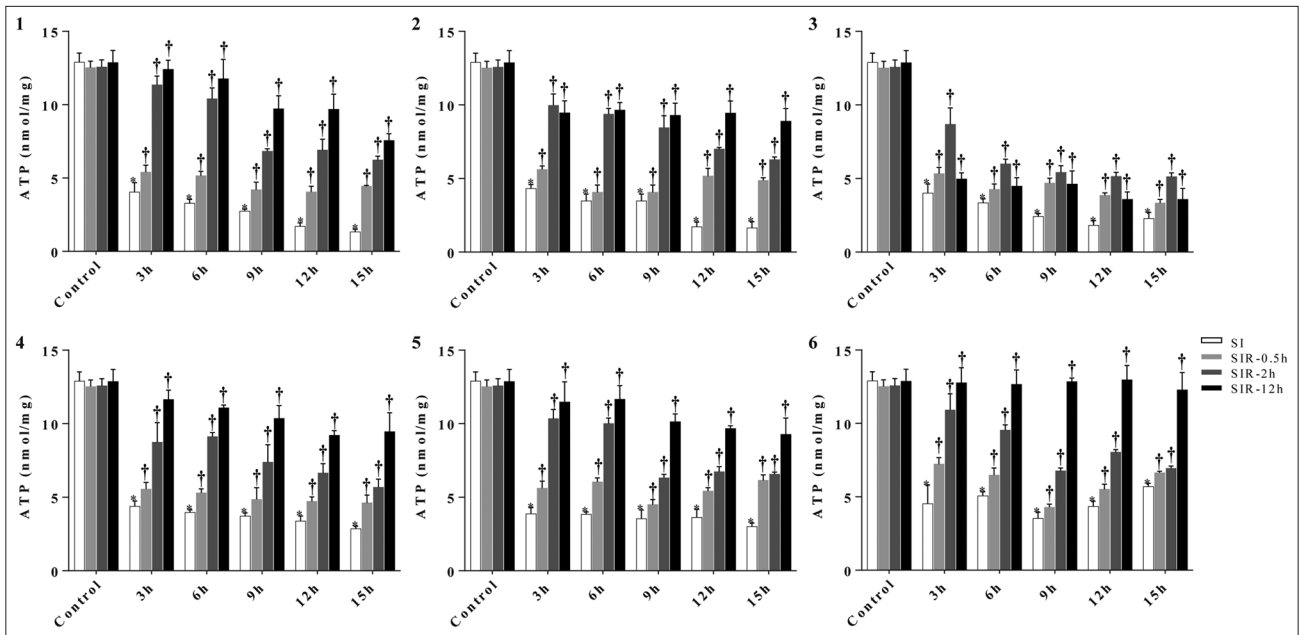 1
ATP (nmol/mg)
15
10
5
0
* † † † * † † † * † † † * † † † * † † †
Control 3h 6h 9h 12h 15h
2
ATP (nmol/mg)
15
10
5
0
* † † † * † † † * † † † * † † † * † † †
Control 3h 6h 9h 12h 15h
3
ATP (nmol/mg)
15
10
5
0
* † † † * † † † * † † † * † † † * † † †
Control 3h 6h 9h 12h 15h
4
ATP (nmol/mg)
15
10
5
0
* † † † * † † † * † † † * † † † * † † †
Control 3h 6h 9h 12h 15h
5
ATP (nmol/mg)
15
10
5
0
* † † † * † † † * † † † * † † † * † † †
Control 3h 6h 9h 12h 15h
6
ATP (nmol/mg)
15
10
5
0
* † † † * † † † * † † † * † † † * † † †
Control 3h 6h 9h 12h 15h
SI
SIR-0.5h
SIR-2h
SIR-12h